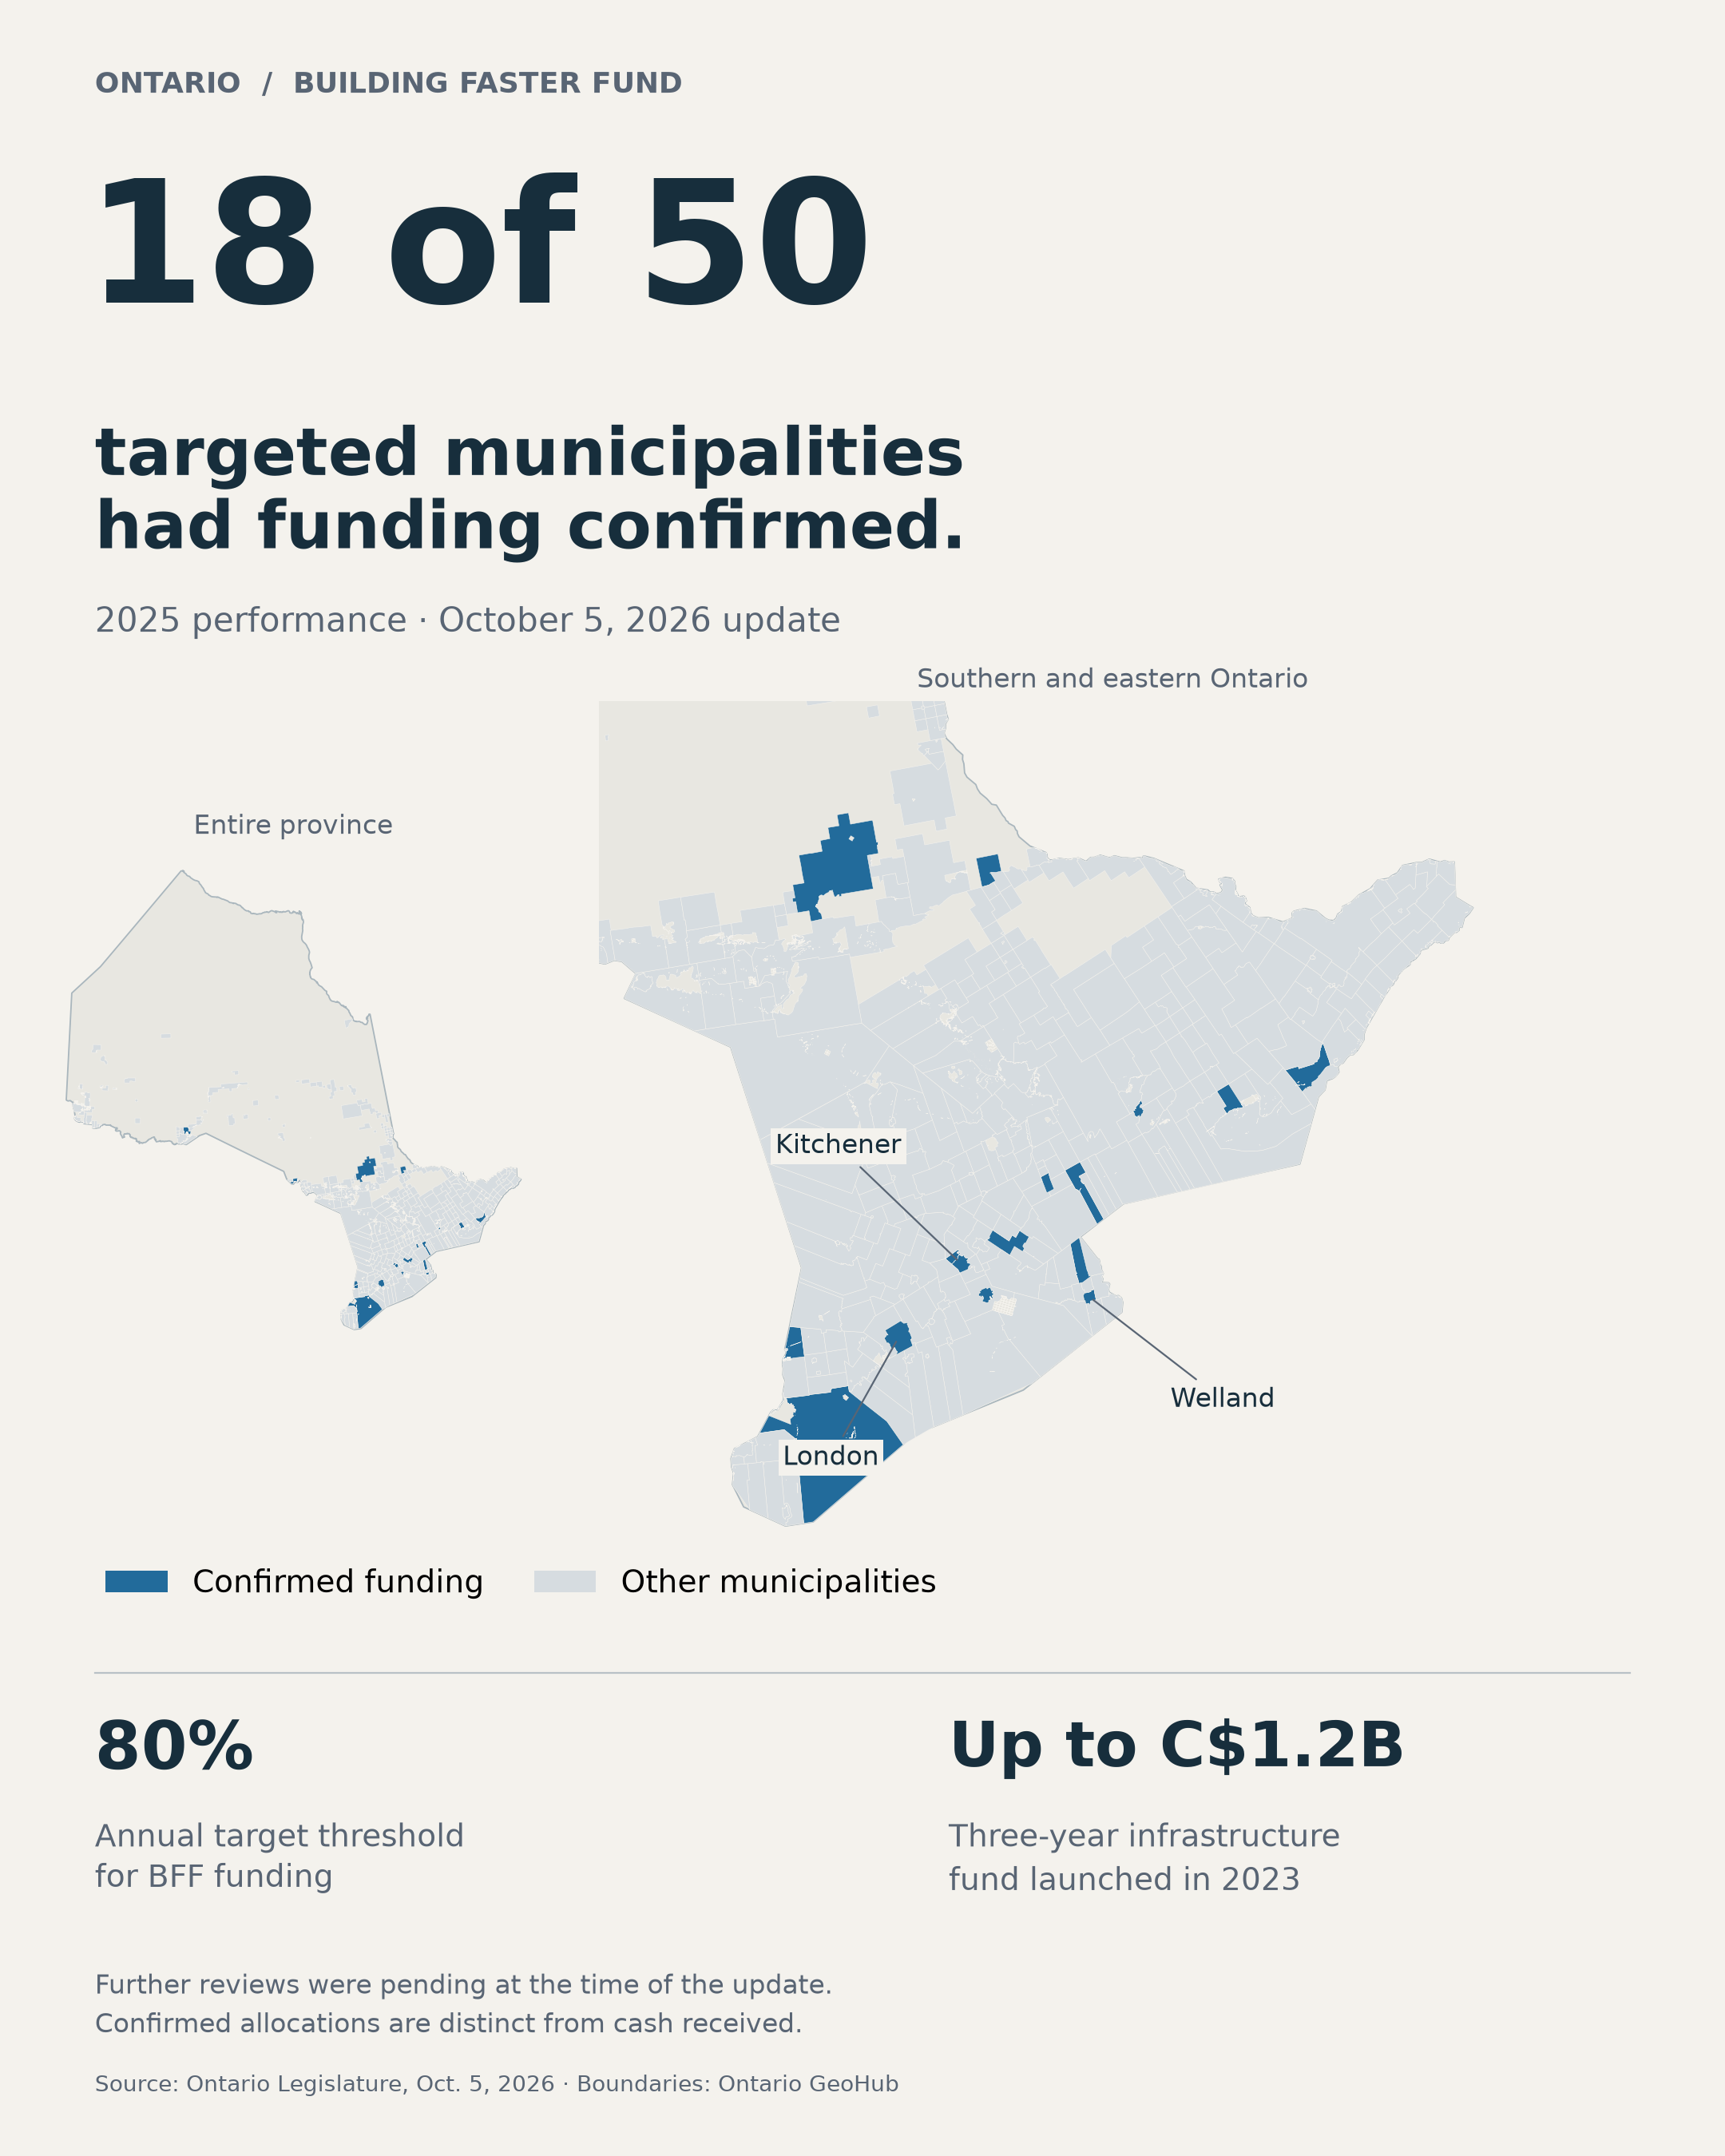 ONTARIO / BUILDING FASTER FUND
18 of 50
targeted municipalities
had funding confirmed.
2025 performance · October 5, 2026 update
Southern and eastern Ontario
Entire province
Kitchener
Welland
London
Confirmed funding
Other municipalities
80%
Annual target threshold
for BFF funding
Up to C$1.2B
Three-year infrastructure
fund launched in 2023
Further reviews were pending at the time of the update.
Confirmed allocations are distinct from cash received.
Source: Ontario Legislature, Oct. 5, 2026 · Boundaries: Ontario GeoHub